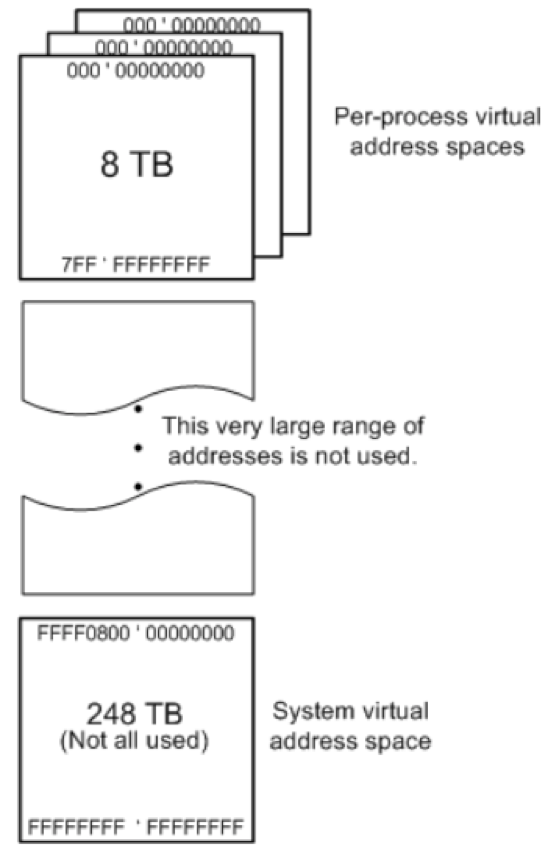 000 ' 00000000
000 ' 00000000
000 ' 00000000
8 TB
7FF ' FFFFFFFF
Per-process virtual
address spaces
This very large range of
addresses is not used.
FFFF0800 ' 00000000
248 TB
(Not all used)
FFFFFFFF ' FFFFFFFF
System virtual
address space